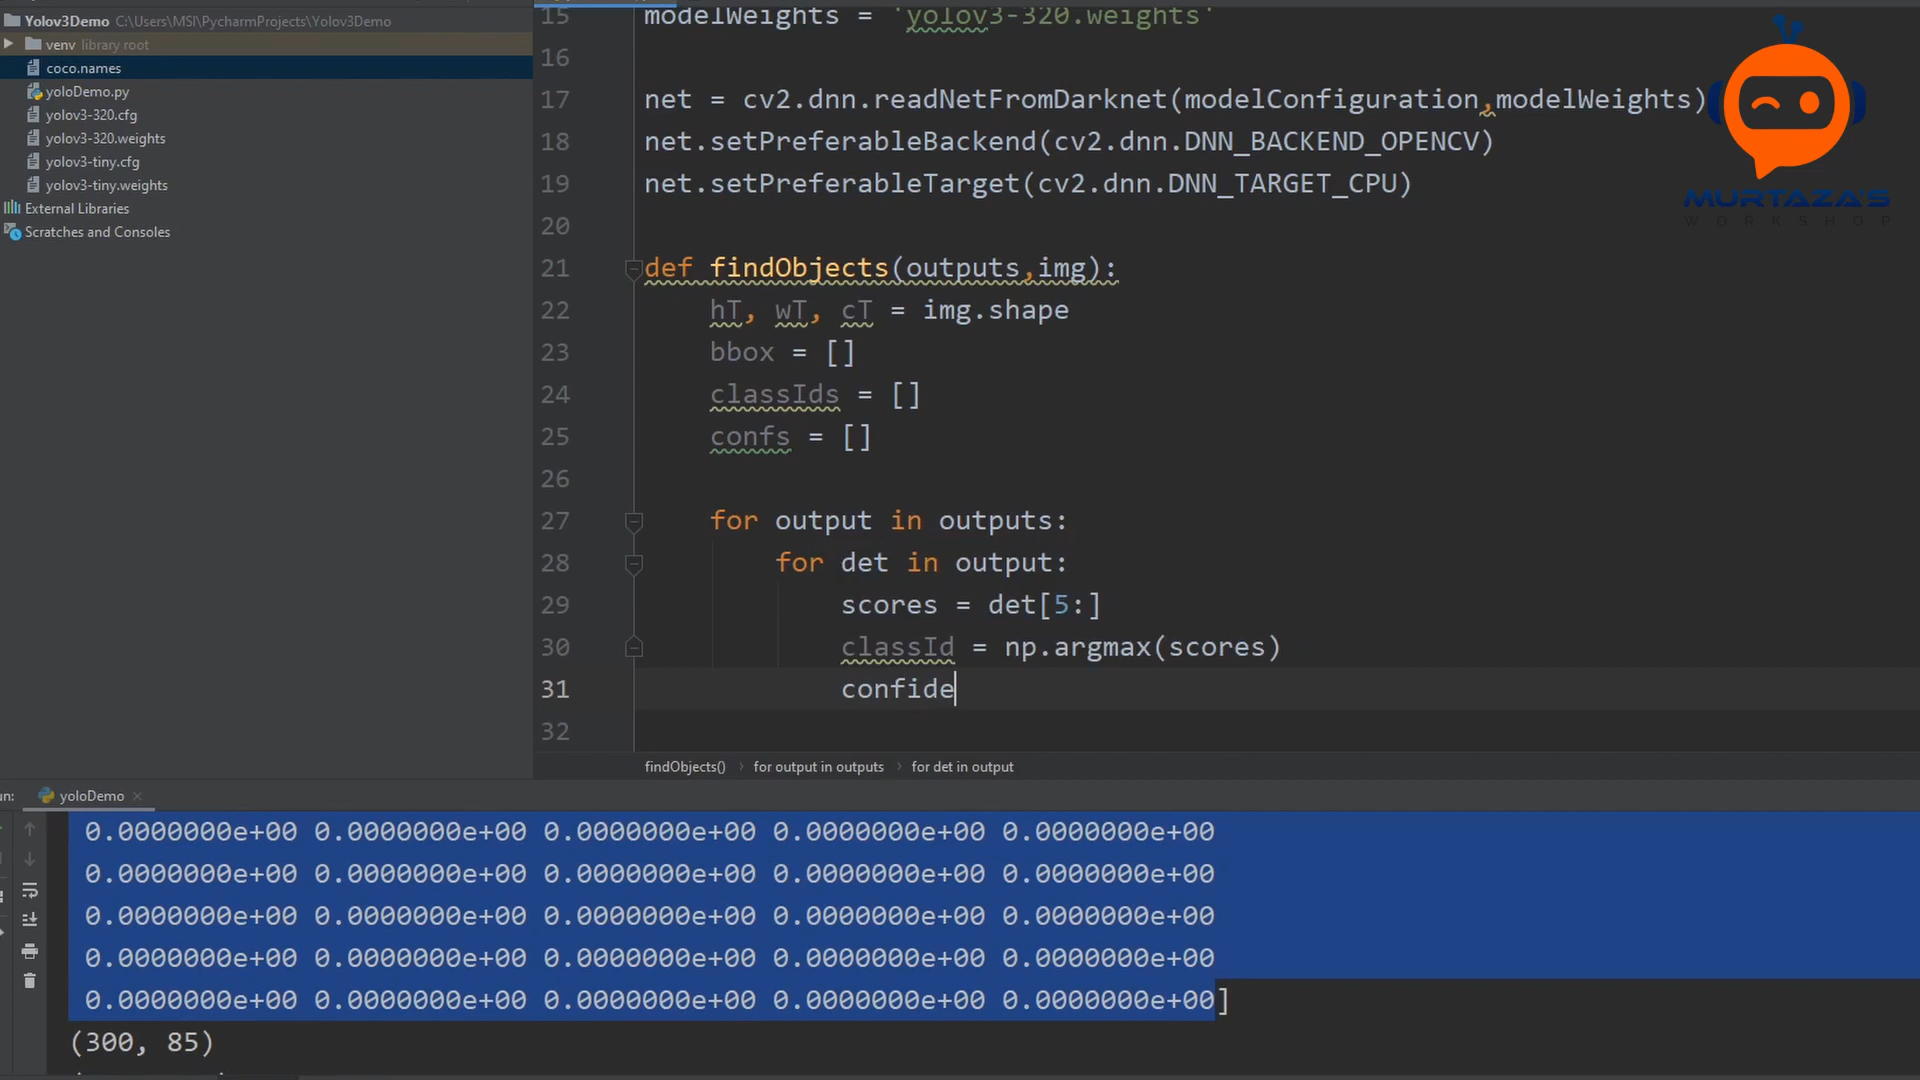 Yolov3Demo C:\Users\MSI\PycharmProjects\Yolov3Demo
venv library root
coco.names
yoloDemo.py
yolov3-320.cfg
yolov3-320.weights
yolov3-tiny.cfg
yolov3-tiny.weights
External Libraries
Scratches and Consoles
15 modelWeights = 'yolov3-320.weights'
16
17 net = cv2.dnn.readNetFromDarknet(modelConfiguration,modelWeights)
18 net.setPreferableBackend(cv2.dnn.DNN_BACKEND_OPENCV)
19 net.setPreferableTarget(cv2.dnn.DNN_TARGET_CPU)
20
21 def findObjects(outputs,img):
22 hT, wT, cT = img.shape
23 bbox = []
24 classIds = []
25 confs = []
26
27 for output in outputs:
28 for det in output:
29 scores = det[5:]
30 classId = np.argmax(scores)
31 confide
32
MURTAZA'S
WORKSHOP
findObjects() › for output in outputs › for det in output
un: yoloDemo ×
0.0000000e+00 0.0000000e+00 0.0000000e+00 0.0000000e+00 0.0000000e+00
0.0000000e+00 0.0000000e+00 0.0000000e+00 0.0000000e+00 0.0000000e+00
0.0000000e+00 0.0000000e+00 0.0000000e+00 0.0000000e+00 0.0000000e+00
0.0000000e+00 0.0000000e+00 0.0000000e+00 0.0000000e+00 0.0000000e+00
0.0000000e+00 0.0000000e+00 0.0000000e+00 0.0000000e+00 0.0000000e+00]
(300, 85)